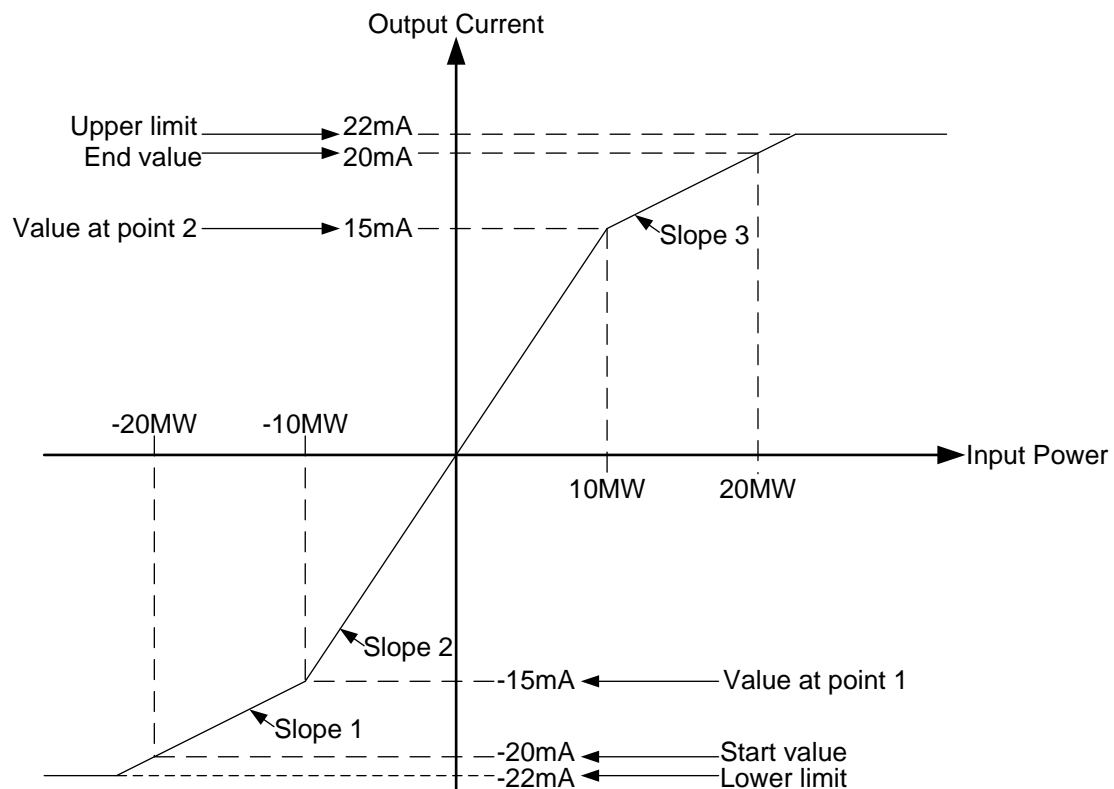 Output Current
Upper limit 22mA
End value 20mA
Value at point 2 15mA
Slope 3
-20MW -10MW
Input Power
10MW 20MW
Slope 2
-15mA Value at point 1
Slope 1
-20mA Start value
-22mA Lower limit